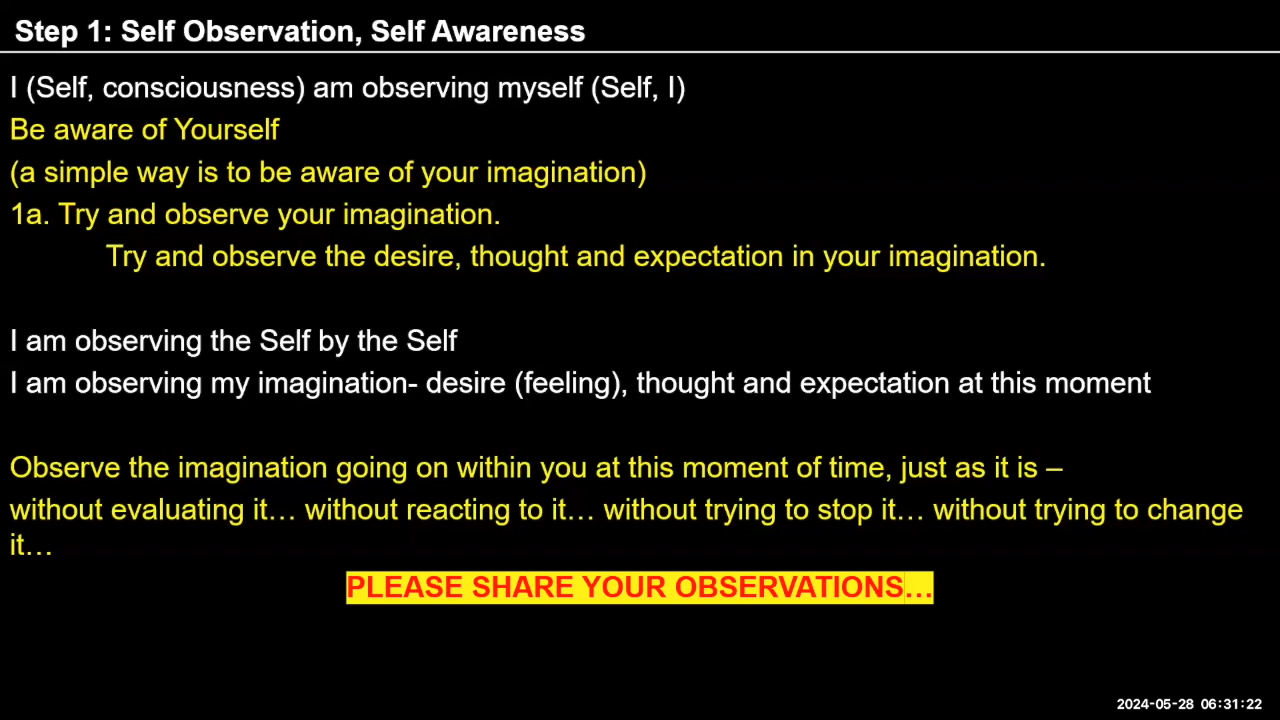 Step 1: Self Observation, Self Awareness
I (Self, consciousness) am observing myself (Self, I)
Be aware of Yourself
(a simple way is to be aware of your imagination)
1a. Try and observe your imagination.
Try and observe the desire, thought and expectation in your imagination.
I am observing the Self by the Self
I am observing my imagination- desire (feeling), thought and expectation at this moment
Observe the imagination going on within you at this moment of time, just as it is –
without evaluating it… without reacting to it… without trying to stop it… without trying to change
it…
PLEASE SHARE YOUR OBSERVATIONS…
2024-05-28 06:31:22